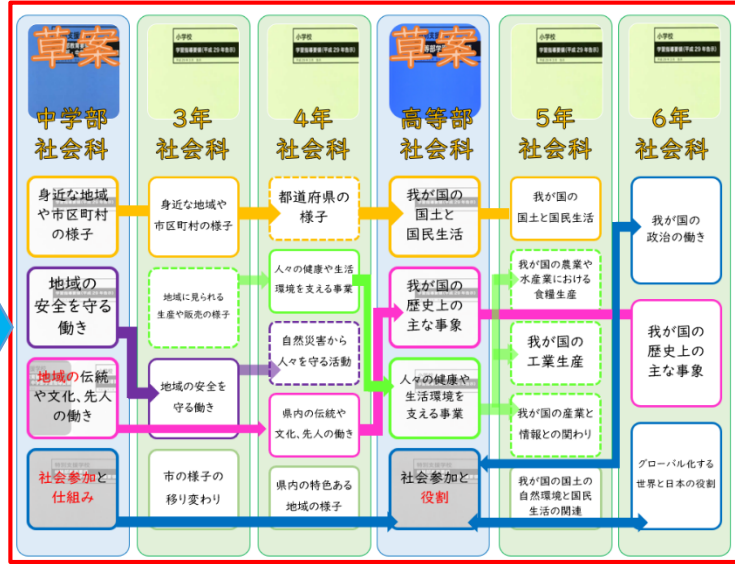 草案
中学部
社会科
身近な地域
や市区町村
の様子
地域の
安全を守る
働き
地域の伝統
や文化、先人
の働き
社会参加と
仕組み
小学校
学習指導要領(平成29年告示)
3年
社会科
身近な地域や
市区町村の様子
地域に見られる
生産や販売の様子
地域の安全を
守る働き
市の様子の
移り変わり
小学校
学習指導要領(平成29年告示)
4年
社会科
都道府県の
様子
人々の健康や生活
環境を支える事業
自然災害から
人々を守る活動
県内の伝統や
文化、先人の働き
県内の特色ある
地域の様子
草案
高等部
社会科
我が国の
国土と
国民生活
我が国の
歴史上の
主な事象
人々の健康や
生活環境を
支える事業
社会参加と
役割
小学校
学習指導要領(平成29年告示)
5年
社会科
我が国の
国土と国民生活
我が国の農業や
水産業における
食糧生産
我が国の
工業生産
我が国の産業と
情報との関わり
我が国の国土の
自然環境と国民
生活の関連
小学校
学習指導要領(平成29年告示)
6年
社会科
我が国の
政治の働き
我が国の
歴史上の
主な事象
グローバル化する
世界と日本の役割